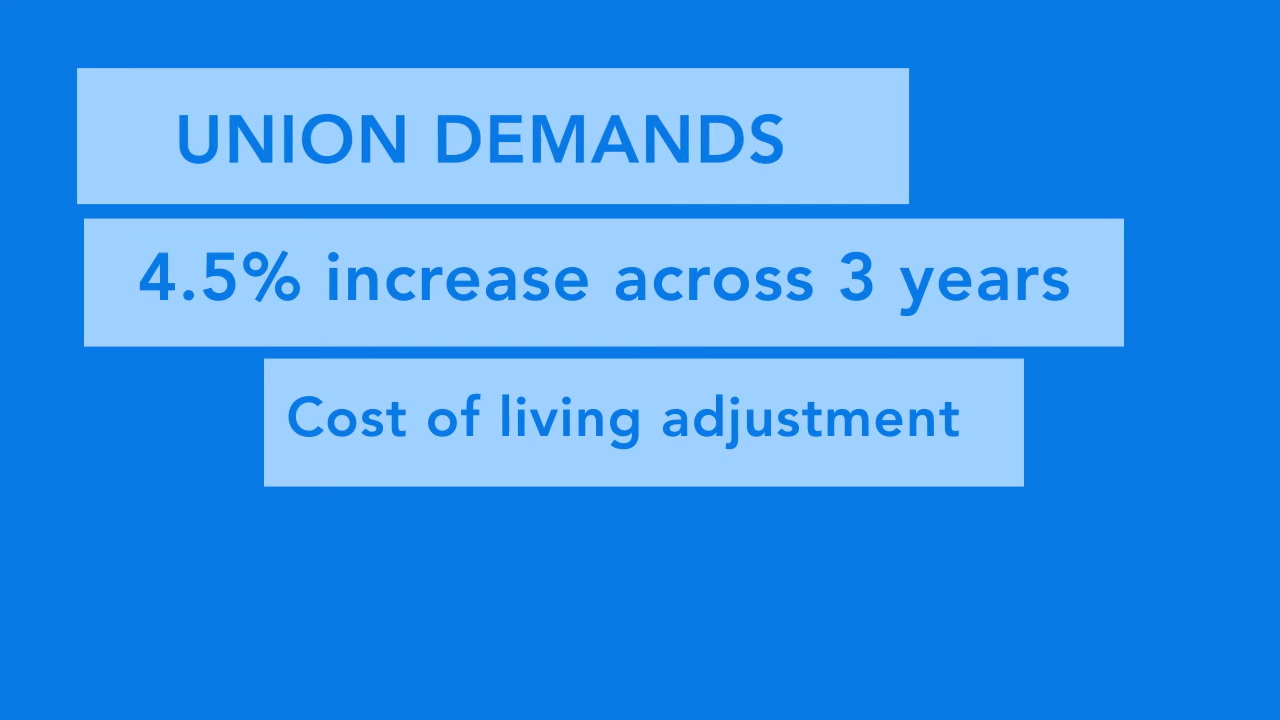 UNION DEMANDS
4.5% increase across 3 years
Cost of living adjustment